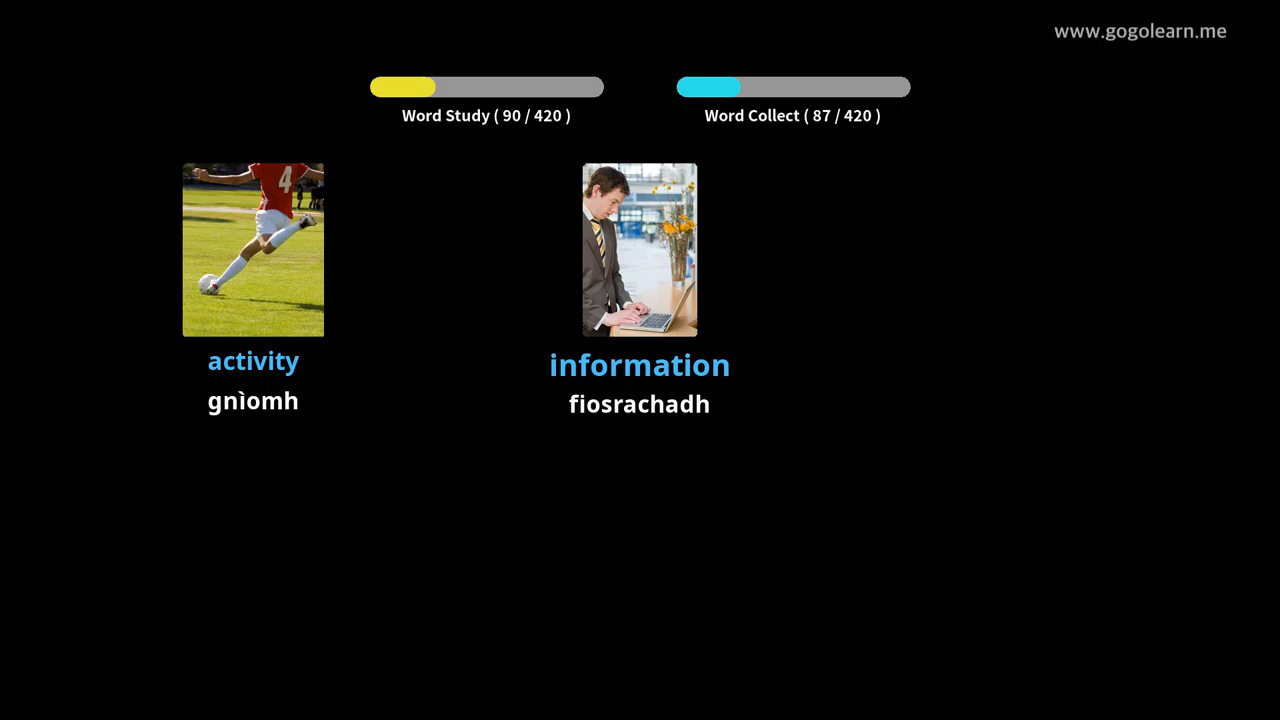 www.gogolearn.me
Word Study ( 90 / 420 )
Word Collect ( 87 / 420 )
4
activity
gnìomh
information
fiosrachadh